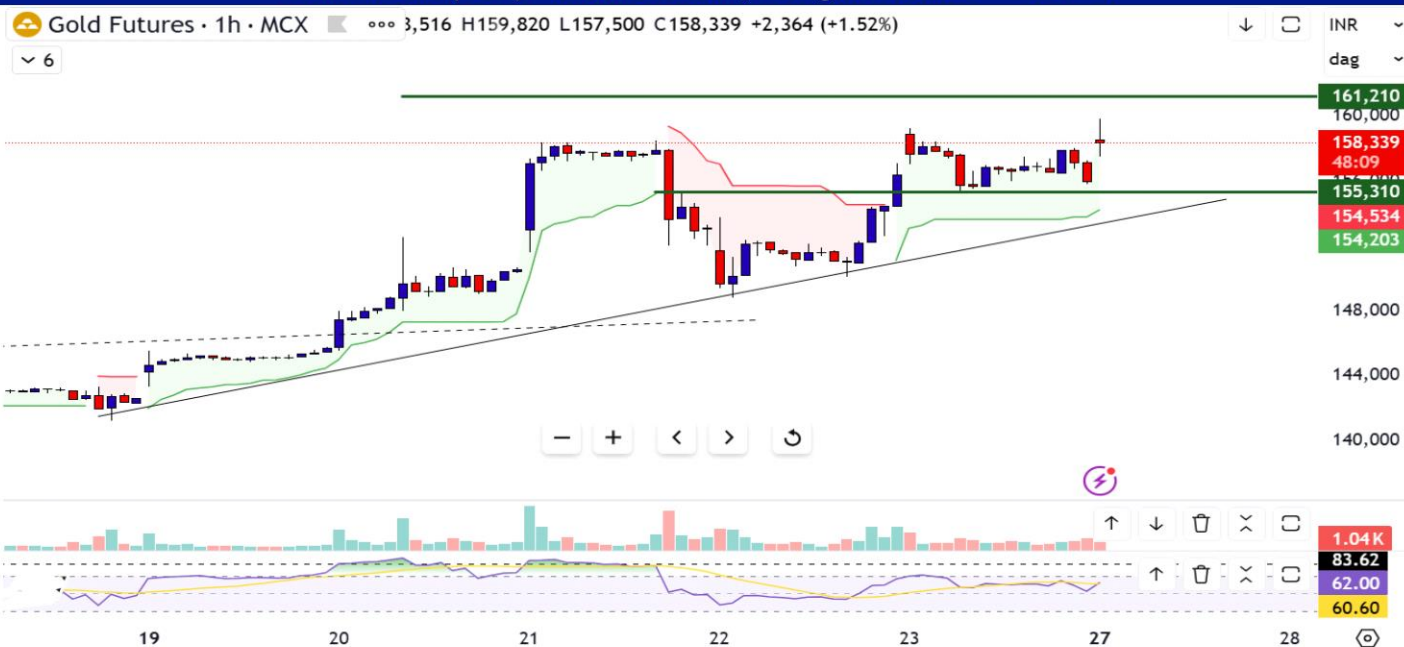 Gold Futures · 1h · MCX 3,516 H159,820 L157,500 C158,339 +2,364 (+1.52%)
INR
6
dag
161,210
160,000
158,339
48:09
155,310
154,534
154,203
148,000
144,000
140,000
1.04K
83.62
62.00
60.60
19 20 21 22 23 27 28